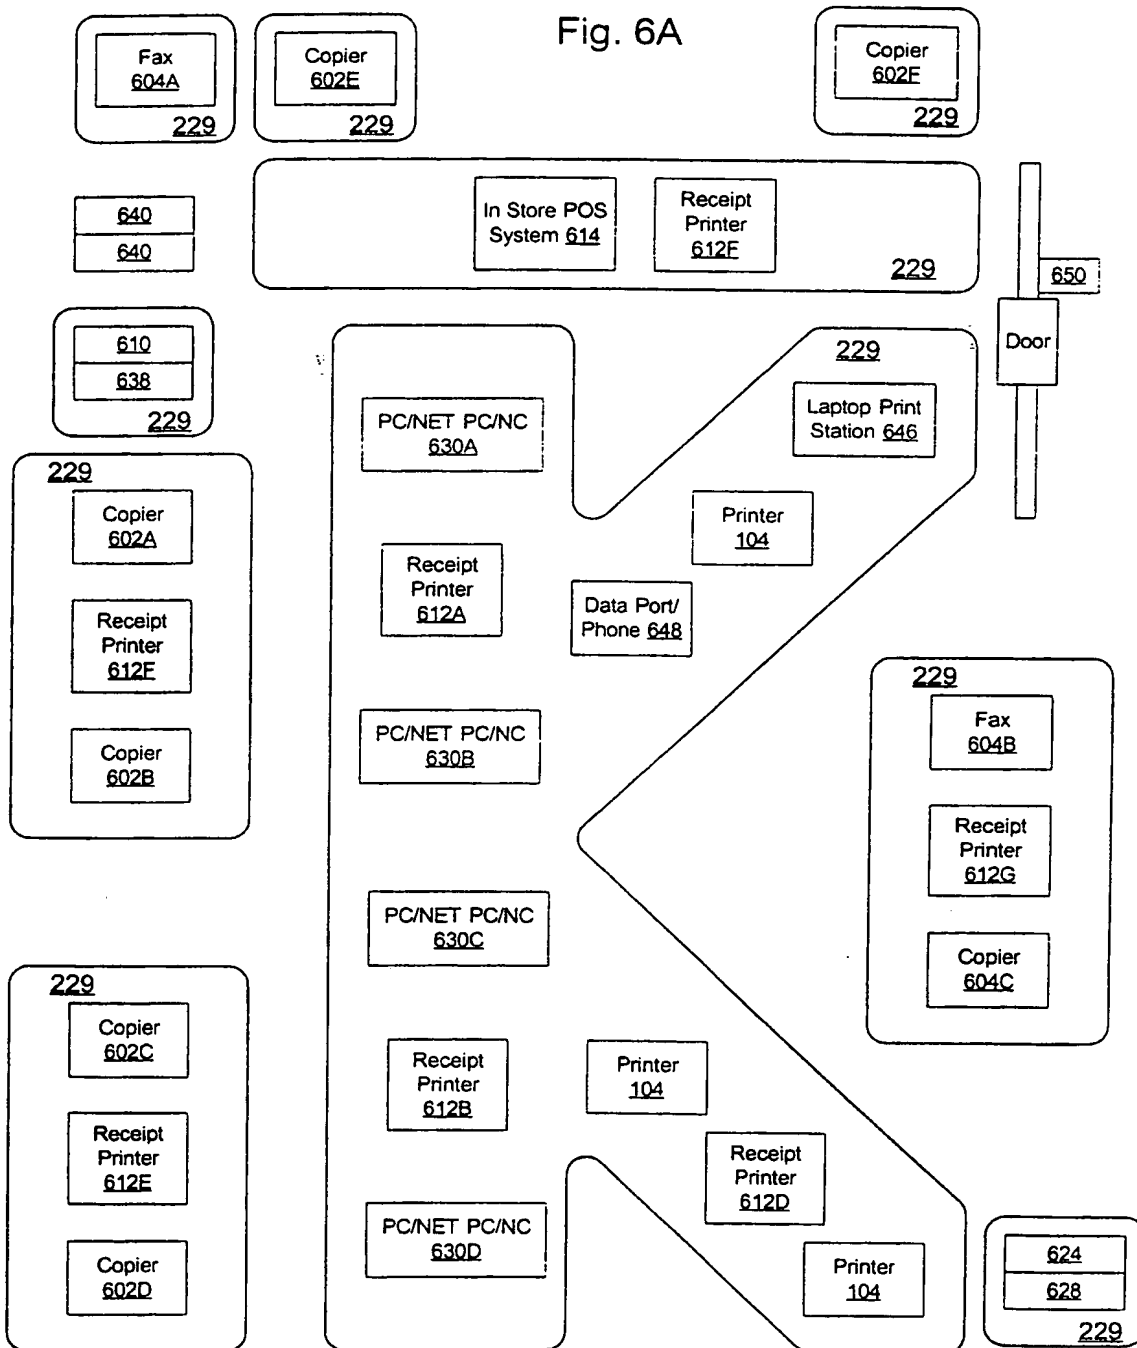 Fig. 6A
Fax
604A
229
Copier
602E
229
Copier
602F
229
640
640
In Store POS
System 614
Receipt
Printer
612F
229
650
Door
610
638
229
229
Copier
602A
Receipt
Printer
612F
Copier
602B
229
Copier
602C
Receipt
Printer
612E
Copier
602D
229
PC/NET PC/NC
630A
Laptop Print
Station 646
Printer
104
Receipt
Printer
612A
Data Port/
Phone 648
PC/NET PC/NC
630B
PC/NET PC/NC
630C
Receipt
Printer
612B
Printer
104
Receipt
Printer
612D
PC/NET PC/NC
630D
Printer
104
229
Fax
604B
Receipt
Printer
612G
Copier
604C
624
628
229